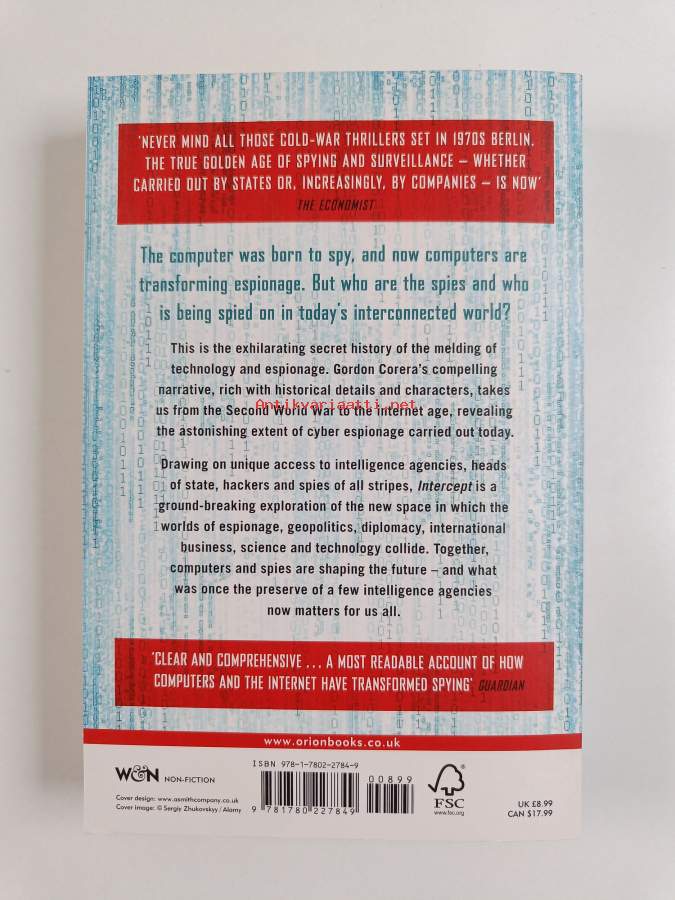 'NEVER MIND ALL THOSE COLD-WAR THRILLERS SET IN 1970S BERLIN.
THE TRUE GOLDEN AGE OF SPYING AND SURVEILLANCE – WHETHER
CARRIED OUT BY STATES OR, INCREASINGLY, BY COMPANIES – IS NOW'
THE ECONOMIST
The computer was born to spy, and now computers are
transforming espionage. But who are the spies and who
is being spied on in today's interconnected world?
This is the exhilarating secret history of the melding of
technology and espionage. Gordon Corera's compelling
narrative, rich with historical details and characters, takes
Antikvariaatti.net
us from the Second World War to the internet age, revealing
the astonishing extent of cyber espionage carried out today.
Drawing on unique access to intelligence agencies, heads
of state, hackers and spies of all stripes, Intercept is a
ground-breaking exploration of the new space in which the
worlds of espionage, geopolitics, diplomacy, international
business, science and technology collide. Together,
computers and spies are shaping the future – and what
was once the preserve of a few intelligence agencies
now matters for us all.
'CLEAR AND COMPREHENSIVE ... A MOST READABLE ACCOUNT OF HOW
COMPUTERS AND THE INTERNET HAVE TRANSFORMED SPYING' GUARDIAN
www.orionbooks.co.uk
ISBN 978-1-7802-2784-9
00899
W&N NON-FICTION
Cover design: www.asmithcompany.co.uk
Cover image: © Sergiy Zhukovskyy / Alamy
9 781780 227849
FSC
www.fsc.org
UK £8.99
CAN $17.99